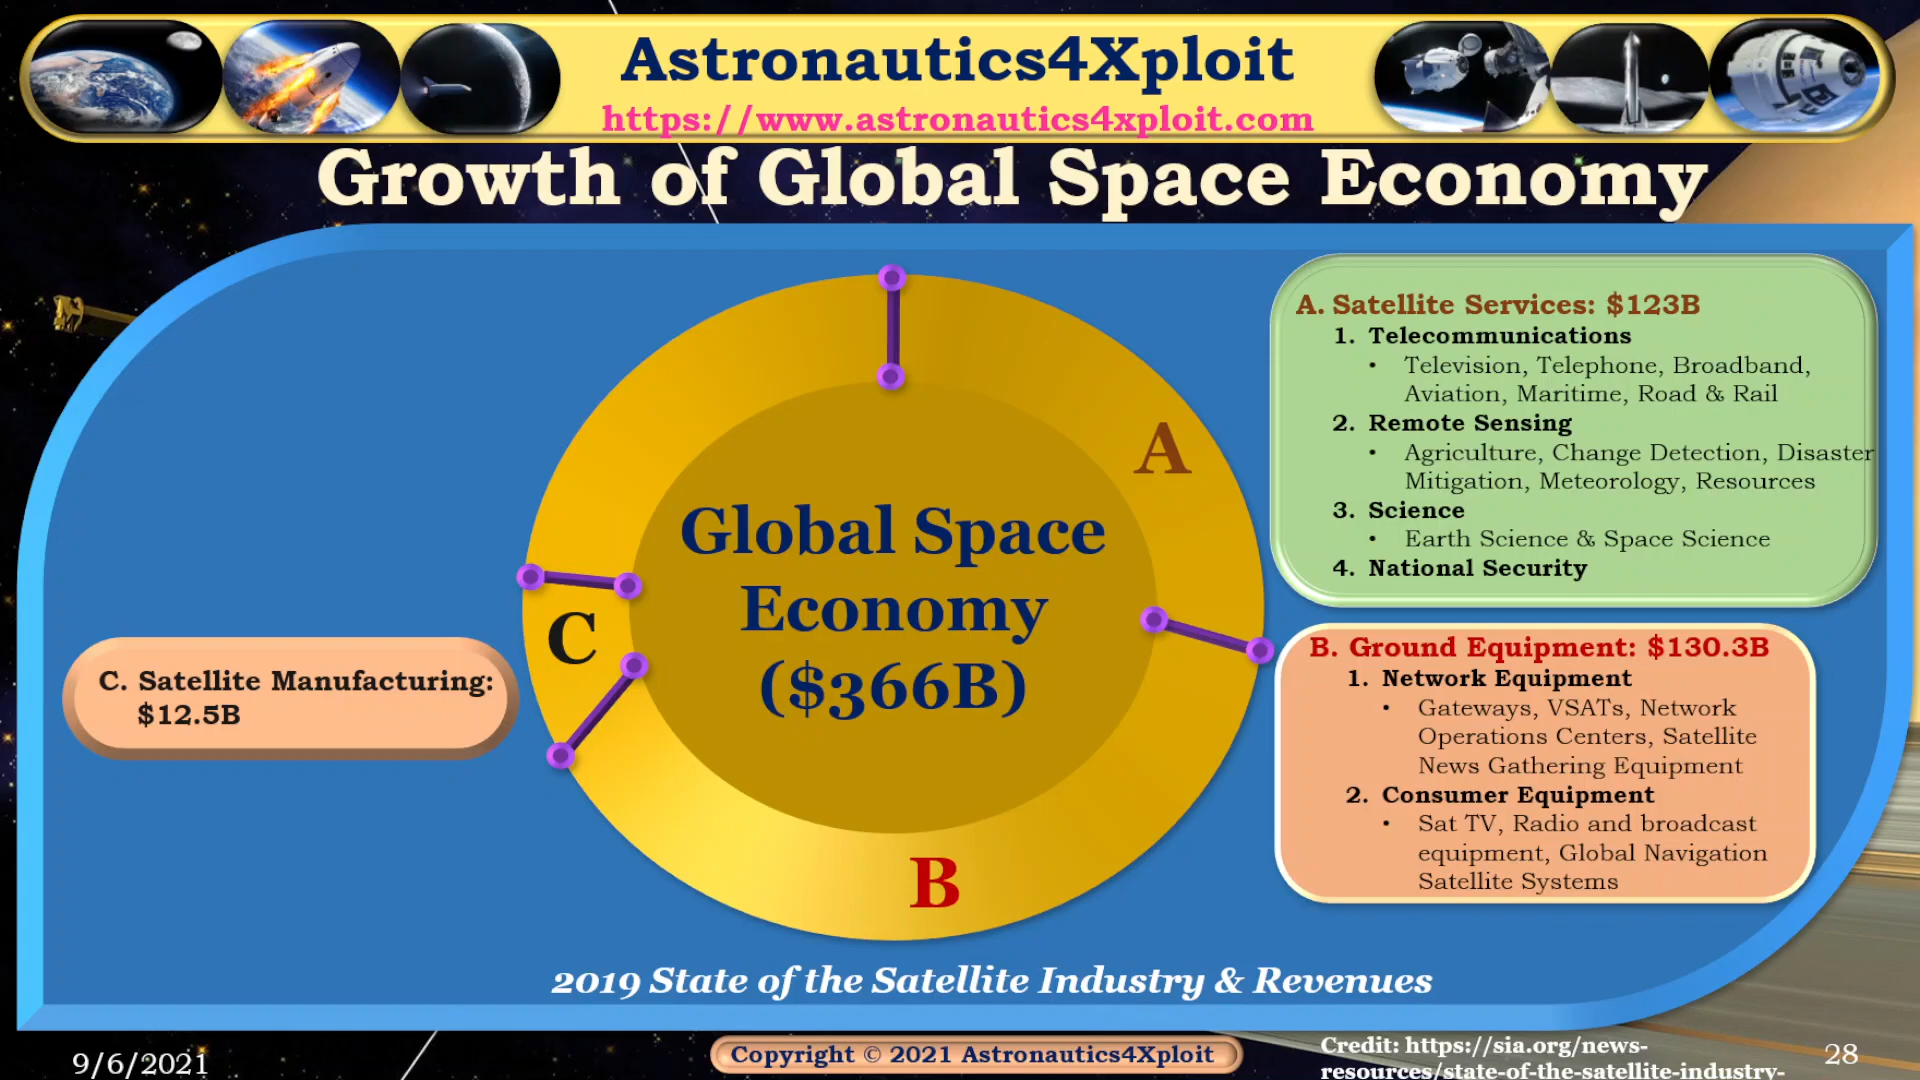 Astronautics4Xploit
https://www.astronautics4xploit.com
Growth of Global Space Economy
A. Satellite Services: $123B
1. Telecommunications
• Television, Telephone, Broadband,
Aviation, Maritime, Road & Rail
2. Remote Sensing
• Agriculture, Change Detection, Disaster
Mitigation, Meteorology, Resources
3. Science
• Earth Science & Space Science
4. National Security
A
Global Space
Economy
($366B)
C
B
C. Satellite Manufacturing:
$12.5B
B. Ground Equipment: $130.3B
1. Network Equipment
• Gateways, VSATs, Network
Operations Centers, Satellite
News Gathering Equipment
2. Consumer Equipment
• Sat TV, Radio and broadcast
equipment, Global Navigation
Satellite Systems
2019 State of the Satellite Industry & Revenues
9/6/2021
Copyright © 2021 Astronautics4Xploit
Credit: https://sia.org/news-
resources/state-of-the-satellite-industry-
28